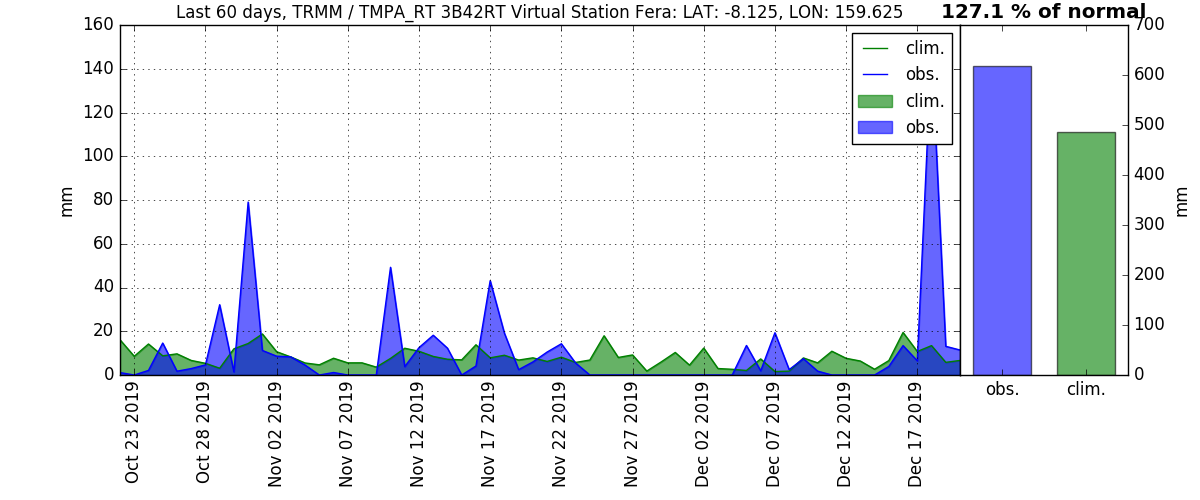 Last 60 days, TRMM / TMPA_RT 3B42RT Virtual Station Fera: LAT: -8.125, LON: 159.625
127.1 % of normal
160
140
120
100
80
60
40
20
0
mm
clim.
obs.
clim.
obs.
700
600
500
400
300
200
100
0
mm
obs.
clim.
Oct 23 2019
Oct 28 2019
Nov 02 2019
Nov 07 2019
Nov 12 2019
Nov 17 2019
Nov 22 2019
Nov 27 2019
Dec 02 2019
Dec 07 2019
Dec 12 2019
Dec 17 2019